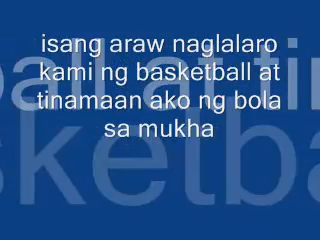 isang araw naglalaro
kami ng basketball at
tinamaan ako ng bola
sa mukha